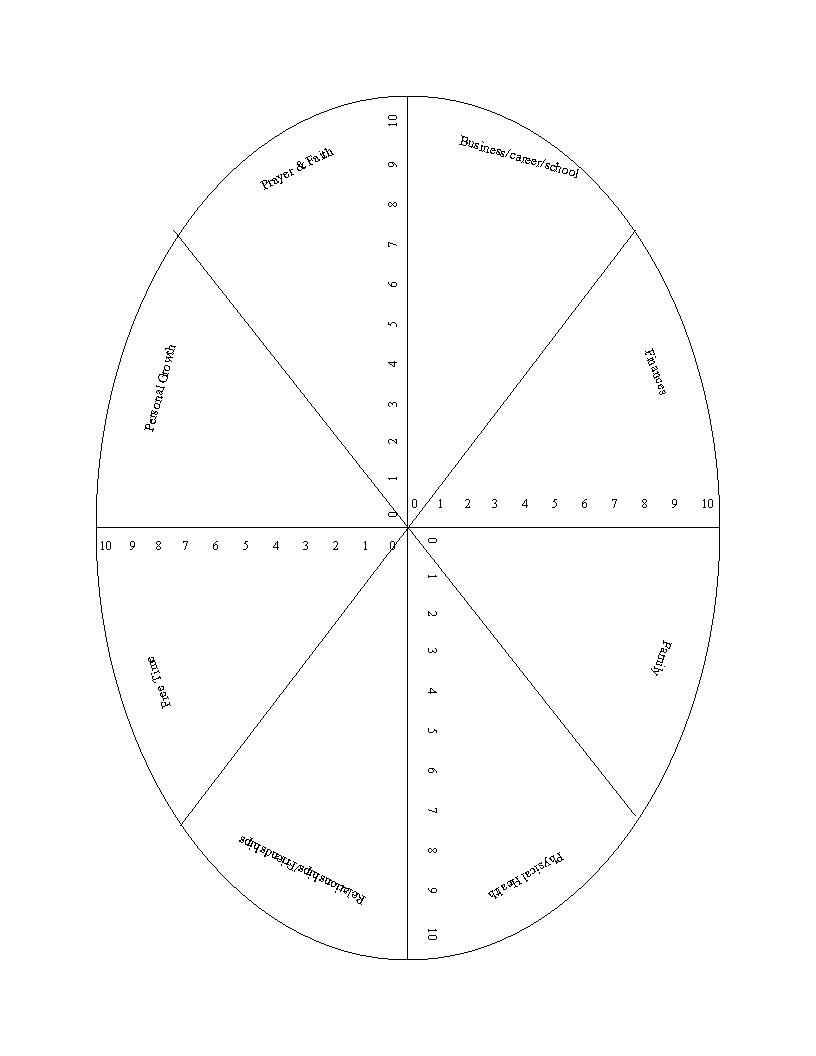 Prayer & Faith
Business/career/school
Personal Growth
Finances
10
9
8
7
6
5
4
3
2
1
0
0 1 2 3 4 5 6 7 8 9 10
10 9 8 7 6 5 4 3 2 1 0
0
1
2
3
4
5
6
7
8
9
10
Free Time
Family
Relationships/Friendships
Physical Health